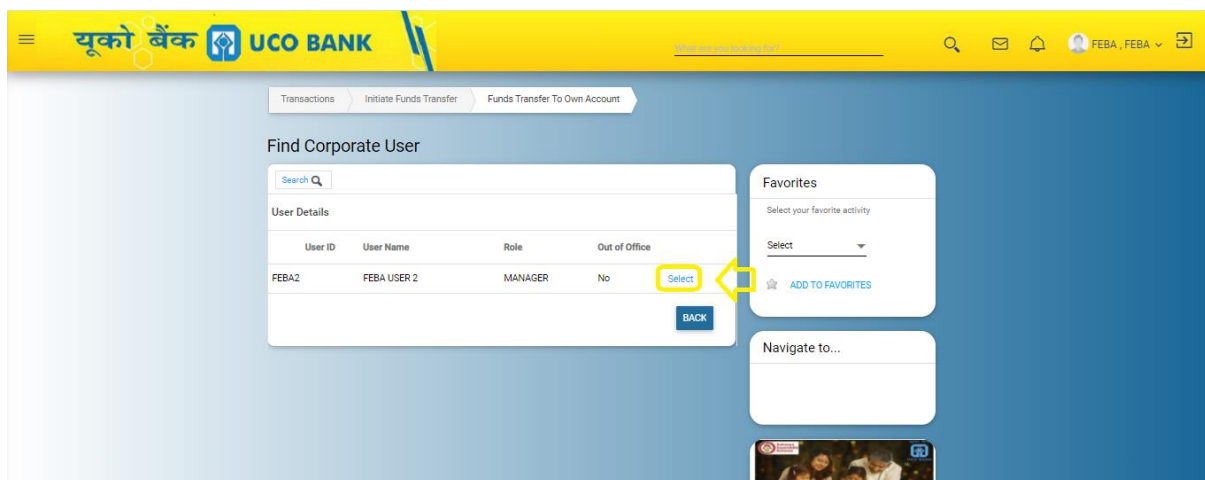 यूको बैंक UCO BANK
What are you looking for?
FEBA , FEBA
Transactions Initiate Funds Transfer Funds Transfer To Own Account
Find Corporate User
Search
User Details
User ID User Name Role Out of Office
FEBA2 FEBA USER 2 MANAGER No Select
BACK
Favorites
Select your favorite activity
Select
ADD TO FAVORITES
Navigate to...
UCO BANK